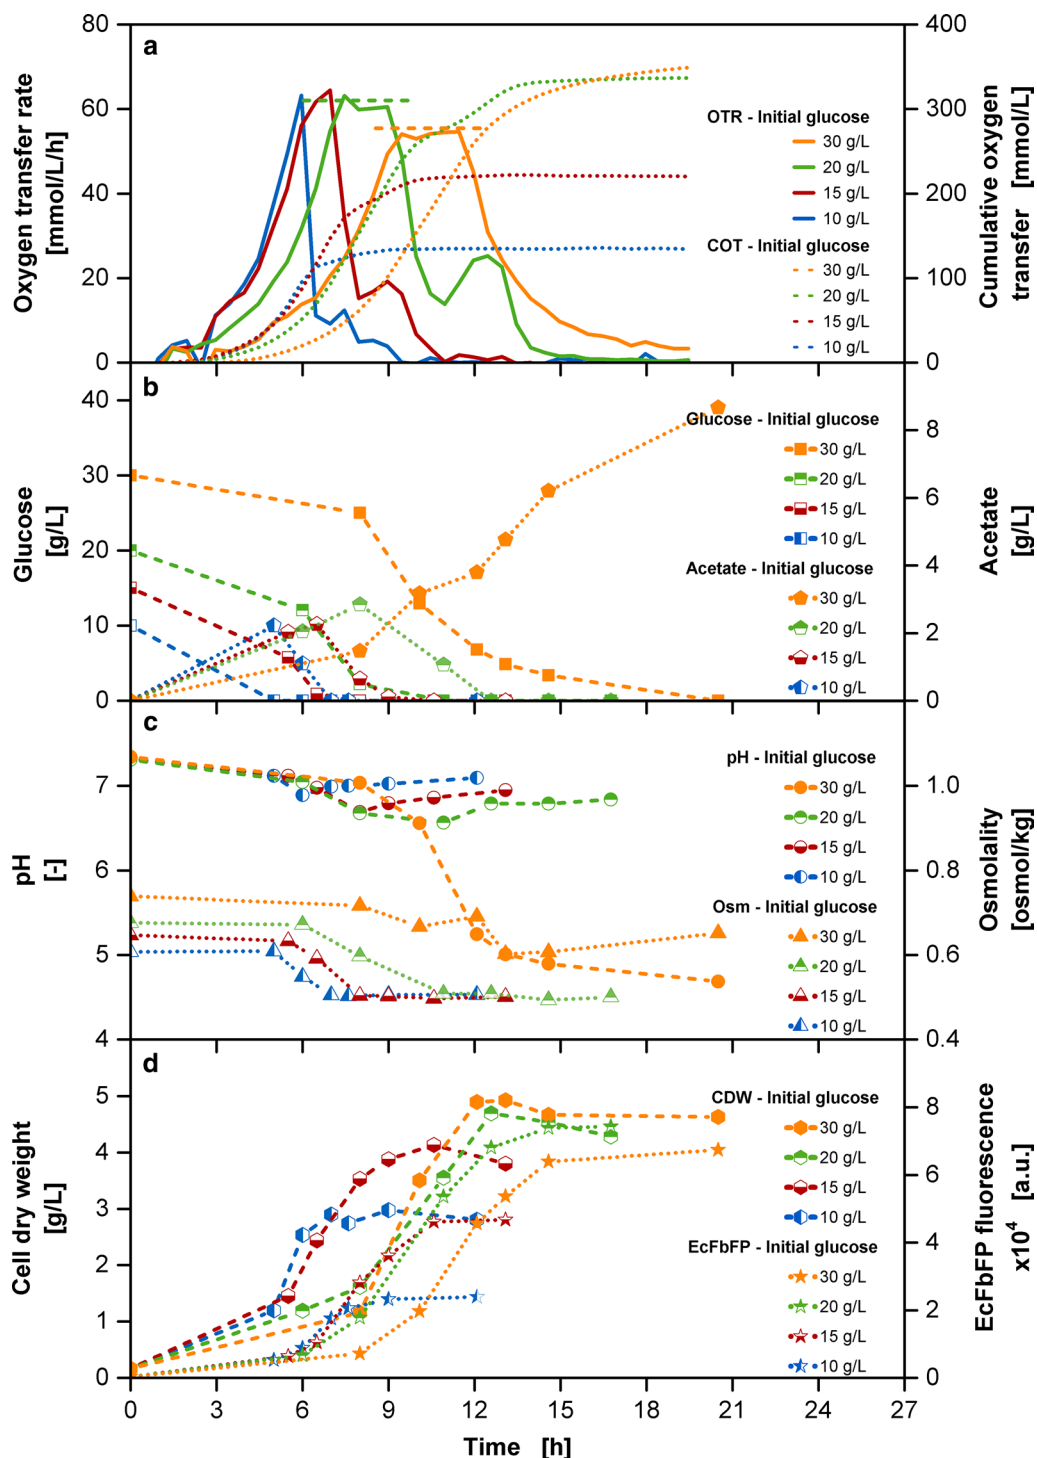 a
80
60
40
20
0
Oxygen transfer rate
[mmol/L/h]
400
300
200
100
0
Cumulative oxygen
transfer [mmol/L]
OTR - Initial glucose
30 g/L
20 g/L
15 g/L
10 g/L
COT - Initial glucose
30 g/L
20 g/L
15 g/L
10 g/L
b
40
30
20
10
0
Glucose
[g/L]
8
6
4
2
0
Acetate
[g/L]
Glucose - Initial glucose
30 g/L
20 g/L
15 g/L
10 g/L
Acetate - Initial glucose
30 g/L
20 g/L
15 g/L
10 g/L
c
7
6
5
4
pH
[-]
1.0
0.8
0.6
0.4
Osmolality
[osmol/kg]
pH - Initial glucose
30 g/L
20 g/L
15 g/L
10 g/L
Osm - Initial glucose
30 g/L
20 g/L
15 g/L
10 g/L
d
5
4
3
2
1
0
Cell dry weight
[g/L]
8
6
4
2
0
EcFbFP fluorescence
x10⁴ [a.u.]
CDW - Initial glucose
30 g/L
20 g/L
15 g/L
10 g/L
EcFbFP - Initial glucose
30 g/L
20 g/L
15 g/L
10 g/L
0 3 6 9 12 15 18 21 24 27
Time [h]